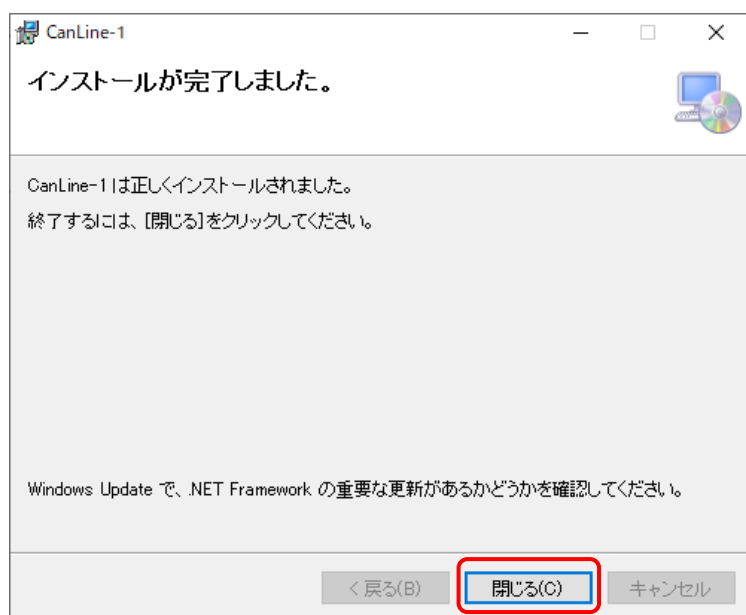 CanLine-1
インストールが完了しました。
CanLine-1は正しくインストールされました。
終了するには、[閉じる]をクリックしてください。
Windows Update で、.NET Framework の重要な更新があるかどうかを確認してください。
< 戻る(B)
閉じる(C)
キャンセル